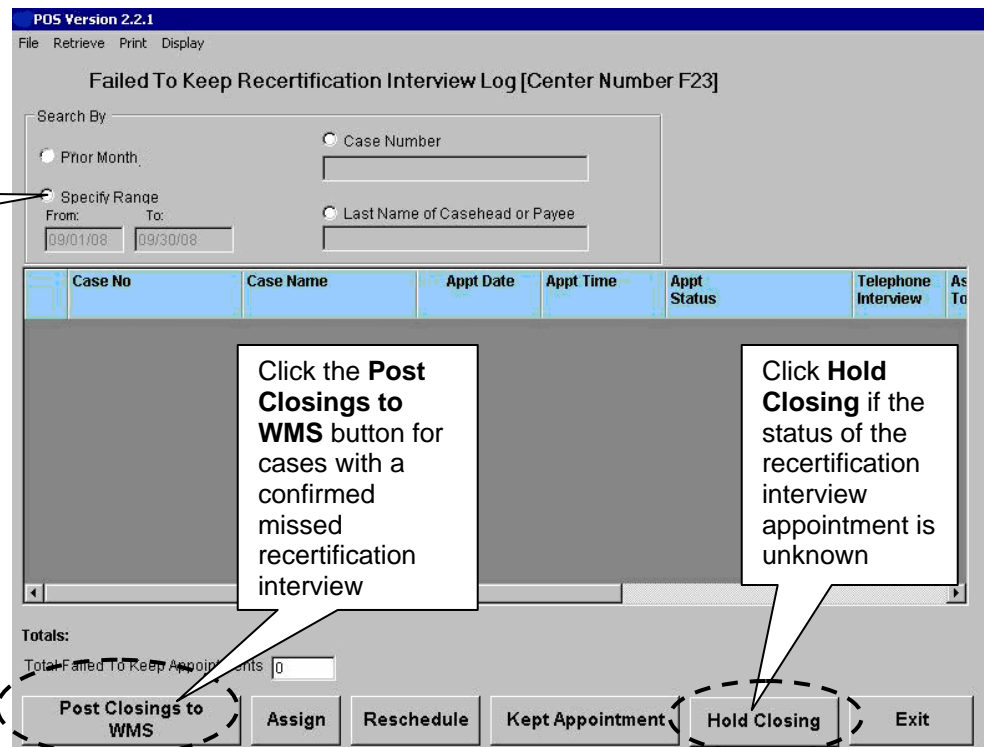 POS Version 2.2.1
File Retrieve Print Display
Failed To Keep Recertification Interview Log [Center Number F23]
Search By
Prior Month
Case Number
Specify Range
From: To:
09/01/08 09/30/08
Last Name of Casehead or Payee
Case No Case Name Appt Date Appt Time Appt Status Telephone Interview As To
Click the Post
Closings to
WMS button for
cases with a
confirmed
missed
recertification
interview
Click Hold
Closing if the
status of the
recertification
interview
appointment is
unknown
Totals:
Total Failed To Keep Appointments 0
Post Closings to WMS Assign Reschedule Kept Appointment Hold Closing Exit